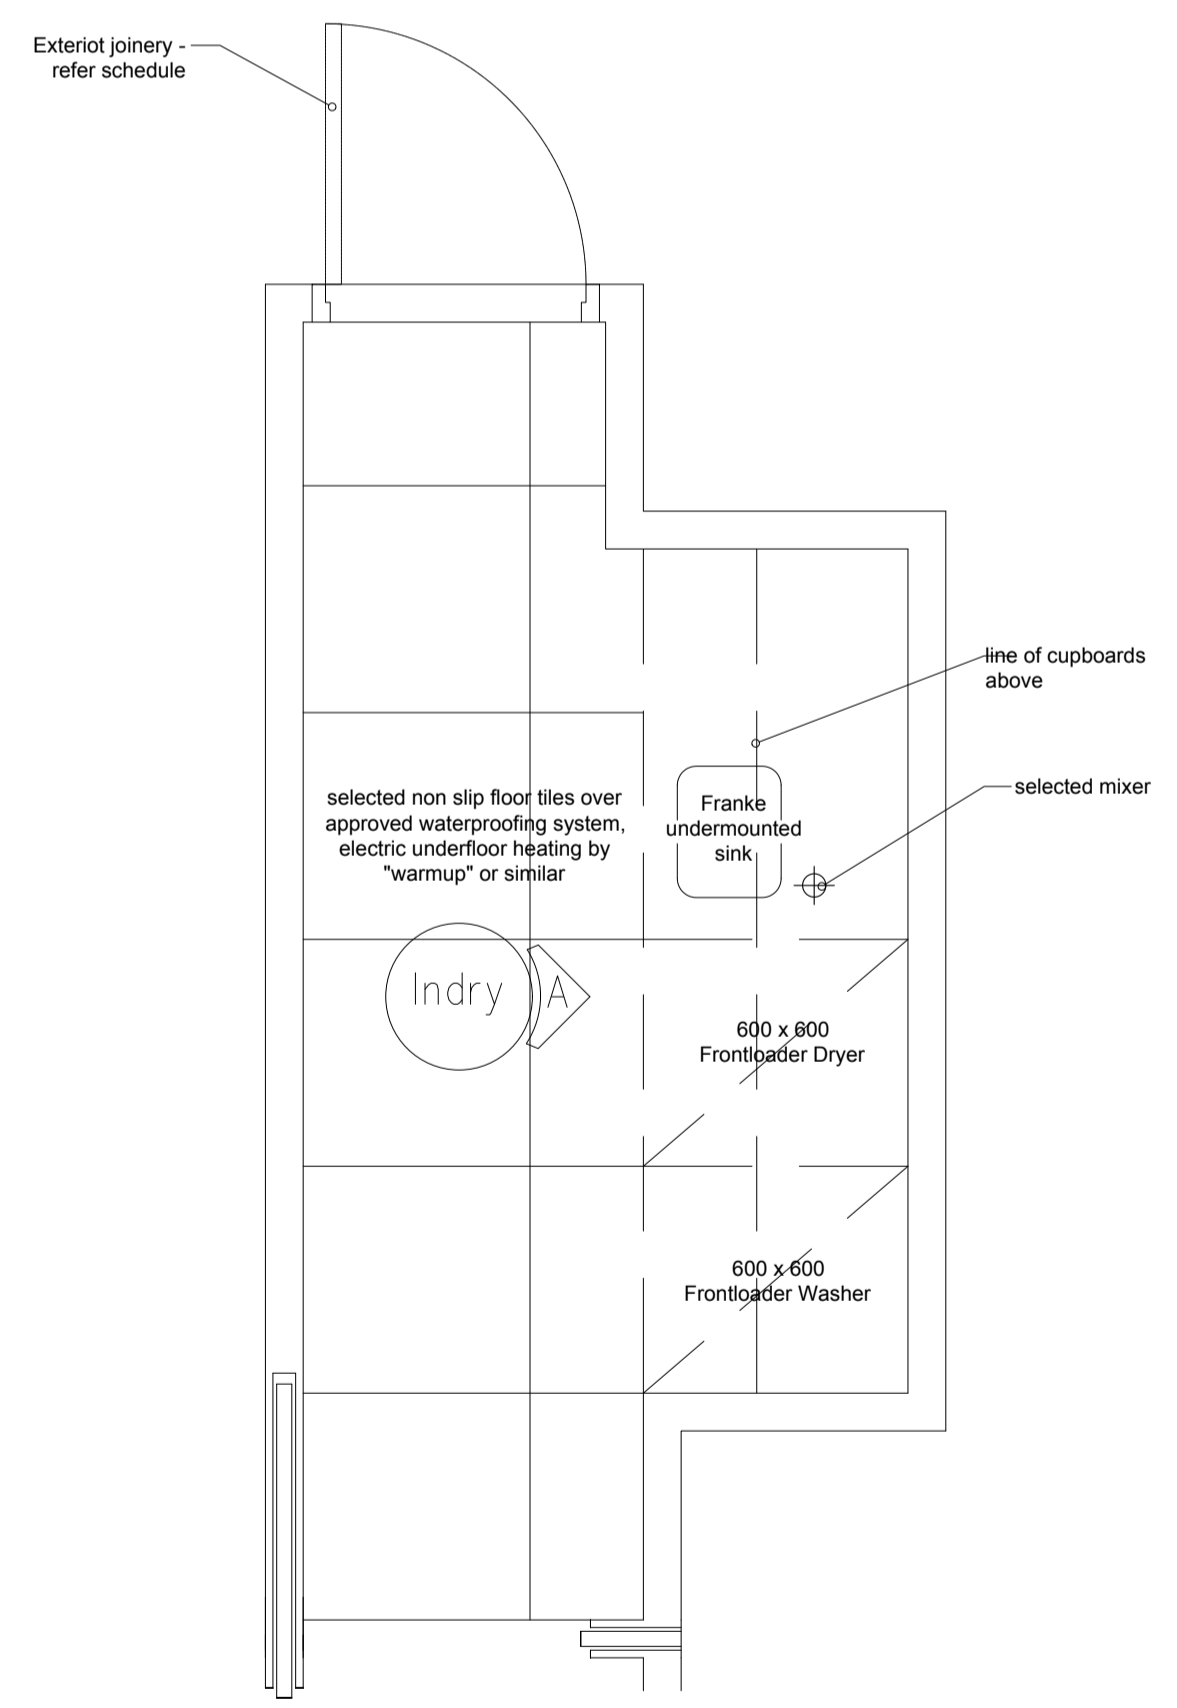 Exteriot joinery -
refer schedule
line of cupboards
above
selected mixer
selected non slip floor tiles over
approved waterproofing system,
electric underfloor heating by
"warmup" or similar
Franke
undermounted
sink
lndry
A
600 x 600
Frontloader Dryer
600 x 600
Frontloader Washer